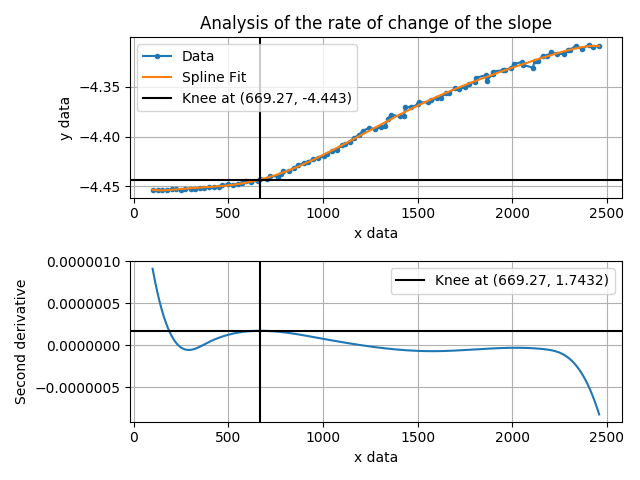 Analysis of the rate of change of the slope
Data
Spline Fit
Knee at (669.27, -4.443)
y data
−4.35
−4.40
−4.45
0 500 1000 1500 2000 2500
x data
Knee at (669.27, 1.7432)
Second derivative
0.0000010
0.0000005
0.0000000
−0.0000005
0 500 1000 1500 2000 2500
x data